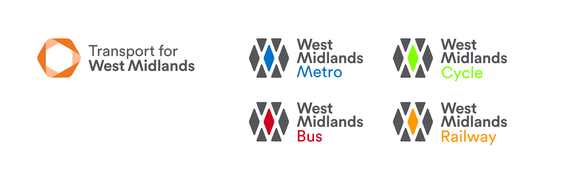 Transport for
West Midlands
West
Midlands
Metro
West
Midlands
Cycle
West
Midlands
Bus
West
Midlands
Railway